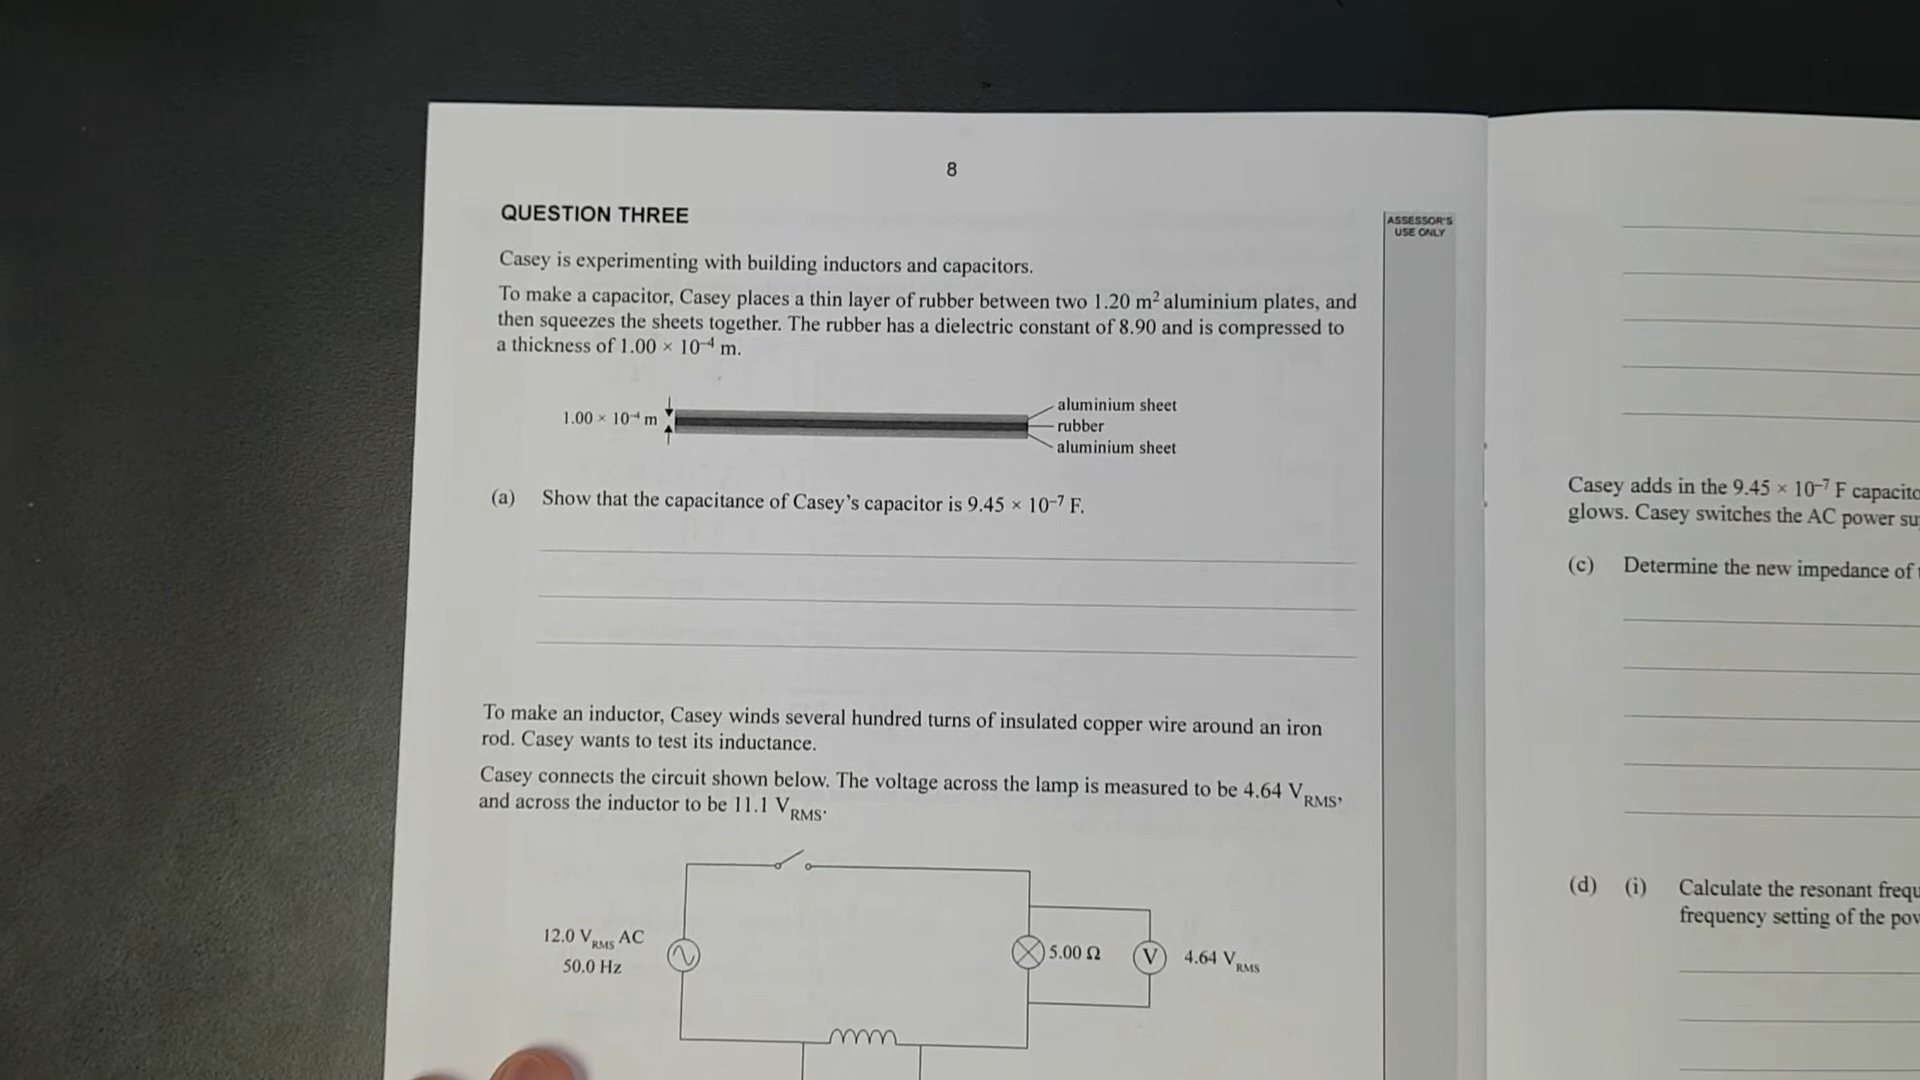 8
QUESTION THREE
ASSESSOR'S
USE ONLY
Casey is experimenting with building inductors and capacitors.
To make a capacitor, Casey places a thin layer of rubber between two 1.20 m² aluminium plates, and
then squeezes the sheets together. The rubber has a dielectric constant of 8.90 and is compressed to
a thickness of 1.00 × 10⁻⁴ m.
1.00 × 10⁻⁴ m
aluminium sheet
rubber
aluminium sheet
(a) Show that the capacitance of Casey's capacitor is 9.45 × 10⁻⁷ F.
To make an inductor, Casey winds several hundred turns of insulated copper wire around an iron
rod. Casey wants to test its inductance.
Casey connects the circuit shown below. The voltage across the lamp is measured to be 4.64 V RMS,
and across the inductor to be 11.1 V RMS.
12.0 V RMS AC
50.0 Hz
5.00 Ω
V
4.64 V RMS
Casey adds in the 9.45 × 10⁻⁷ F
glows. Casey switches the AC power
(c) Determine the new impedance of
(d) (i) Calculate the resonant
frequency setting of the